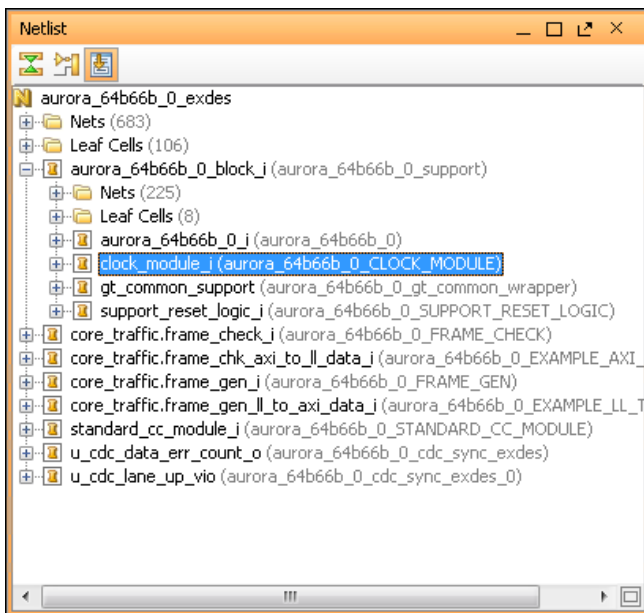 Netlist
N aurora_64b66b_0_exdes
Nets (683)
Leaf Cells (106)
aurora_64b66b_0_block_i (aurora_64b66b_0_support)
Nets (225)
Leaf Cells (8)
aurora_64b66b_0_i (aurora_64b66b_0)
clock_module_i (aurora_64b66b_0_CLOCK_MODULE)
gt_common_support (aurora_64b66b_0_gt_common_wrapper)
support_reset_logic_i (aurora_64b66b_0_SUPPORT_RESET_LOGIC)
core_traffic.frame_check_i (aurora_64b66b_0_FRAME_CHECK)
core_traffic.frame_chk_axi_to_ll_data_i (aurora_64b66b_0_EXAMPLE_AXI_
core_traffic.frame_gen_i (aurora_64b66b_0_FRAME_GEN)
core_traffic.frame_gen_ll_to_axi_data_i (aurora_64b66b_0_EXAMPLE_LL_T
standard_cc_module_i (aurora_64b66b_0_STANDARD_CC_MODULE)
u_cdc_data_err_count_o (aurora_64b66b_0_cdc_sync_exdes)
u_cdc_lane_up_vio (aurora_64b66b_0_cdc_sync_exdes_0)